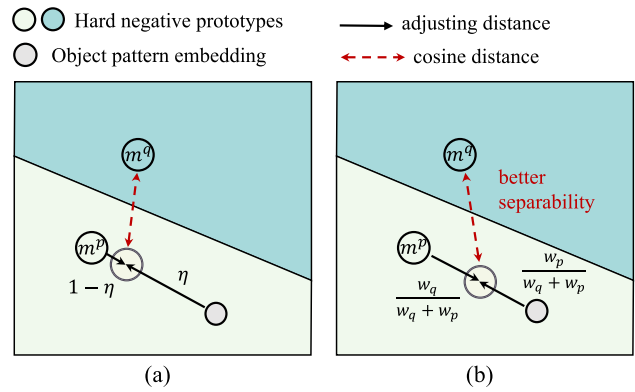 Hard negative prototypes
adjusting distance
Object pattern embedding
cosine distance
m^q
m^p
1 − η
η
(a)
m^q
better
separability
m^p
w_q / (w_q + w_p)
w_p / (w_q + w_p)
(b)